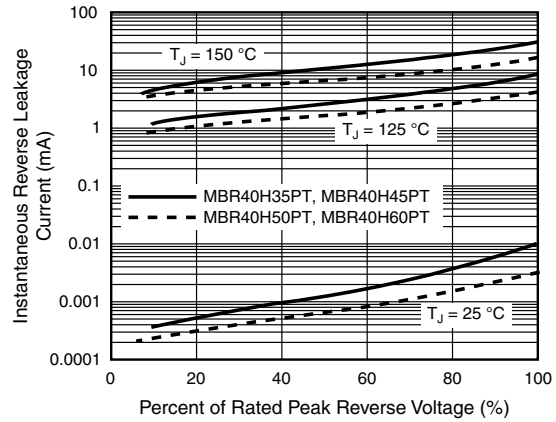 Instantaneous Reverse Leakage
Current (mA)
100
10
1
0.1
0.01
0.001
0.0001
T_J = 150 °C
T_J = 125 °C
MBR40H35PT, MBR40H45PT
MBR40H50PT, MBR40H60PT
T_J = 25 °C
0 20 40 60 80 100
Percent of Rated Peak Reverse Voltage (%)